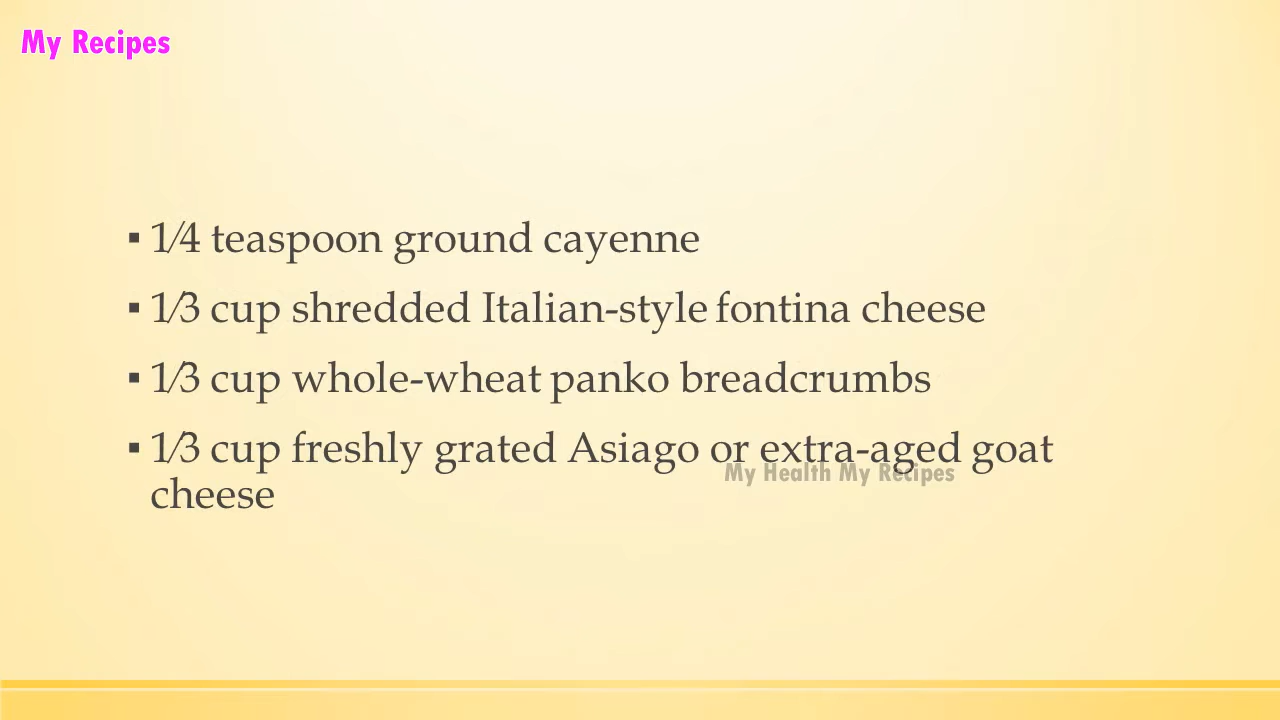 My Recipes
▪ 1⁄4 teaspoon ground cayenne
▪ 1⁄3 cup shredded Italian-style fontina cheese
▪ 1⁄3 cup whole-wheat panko breadcrumbs
▪ 1⁄3 cup freshly grated Asiago or extra-aged goat
cheese
My Health My Recipes